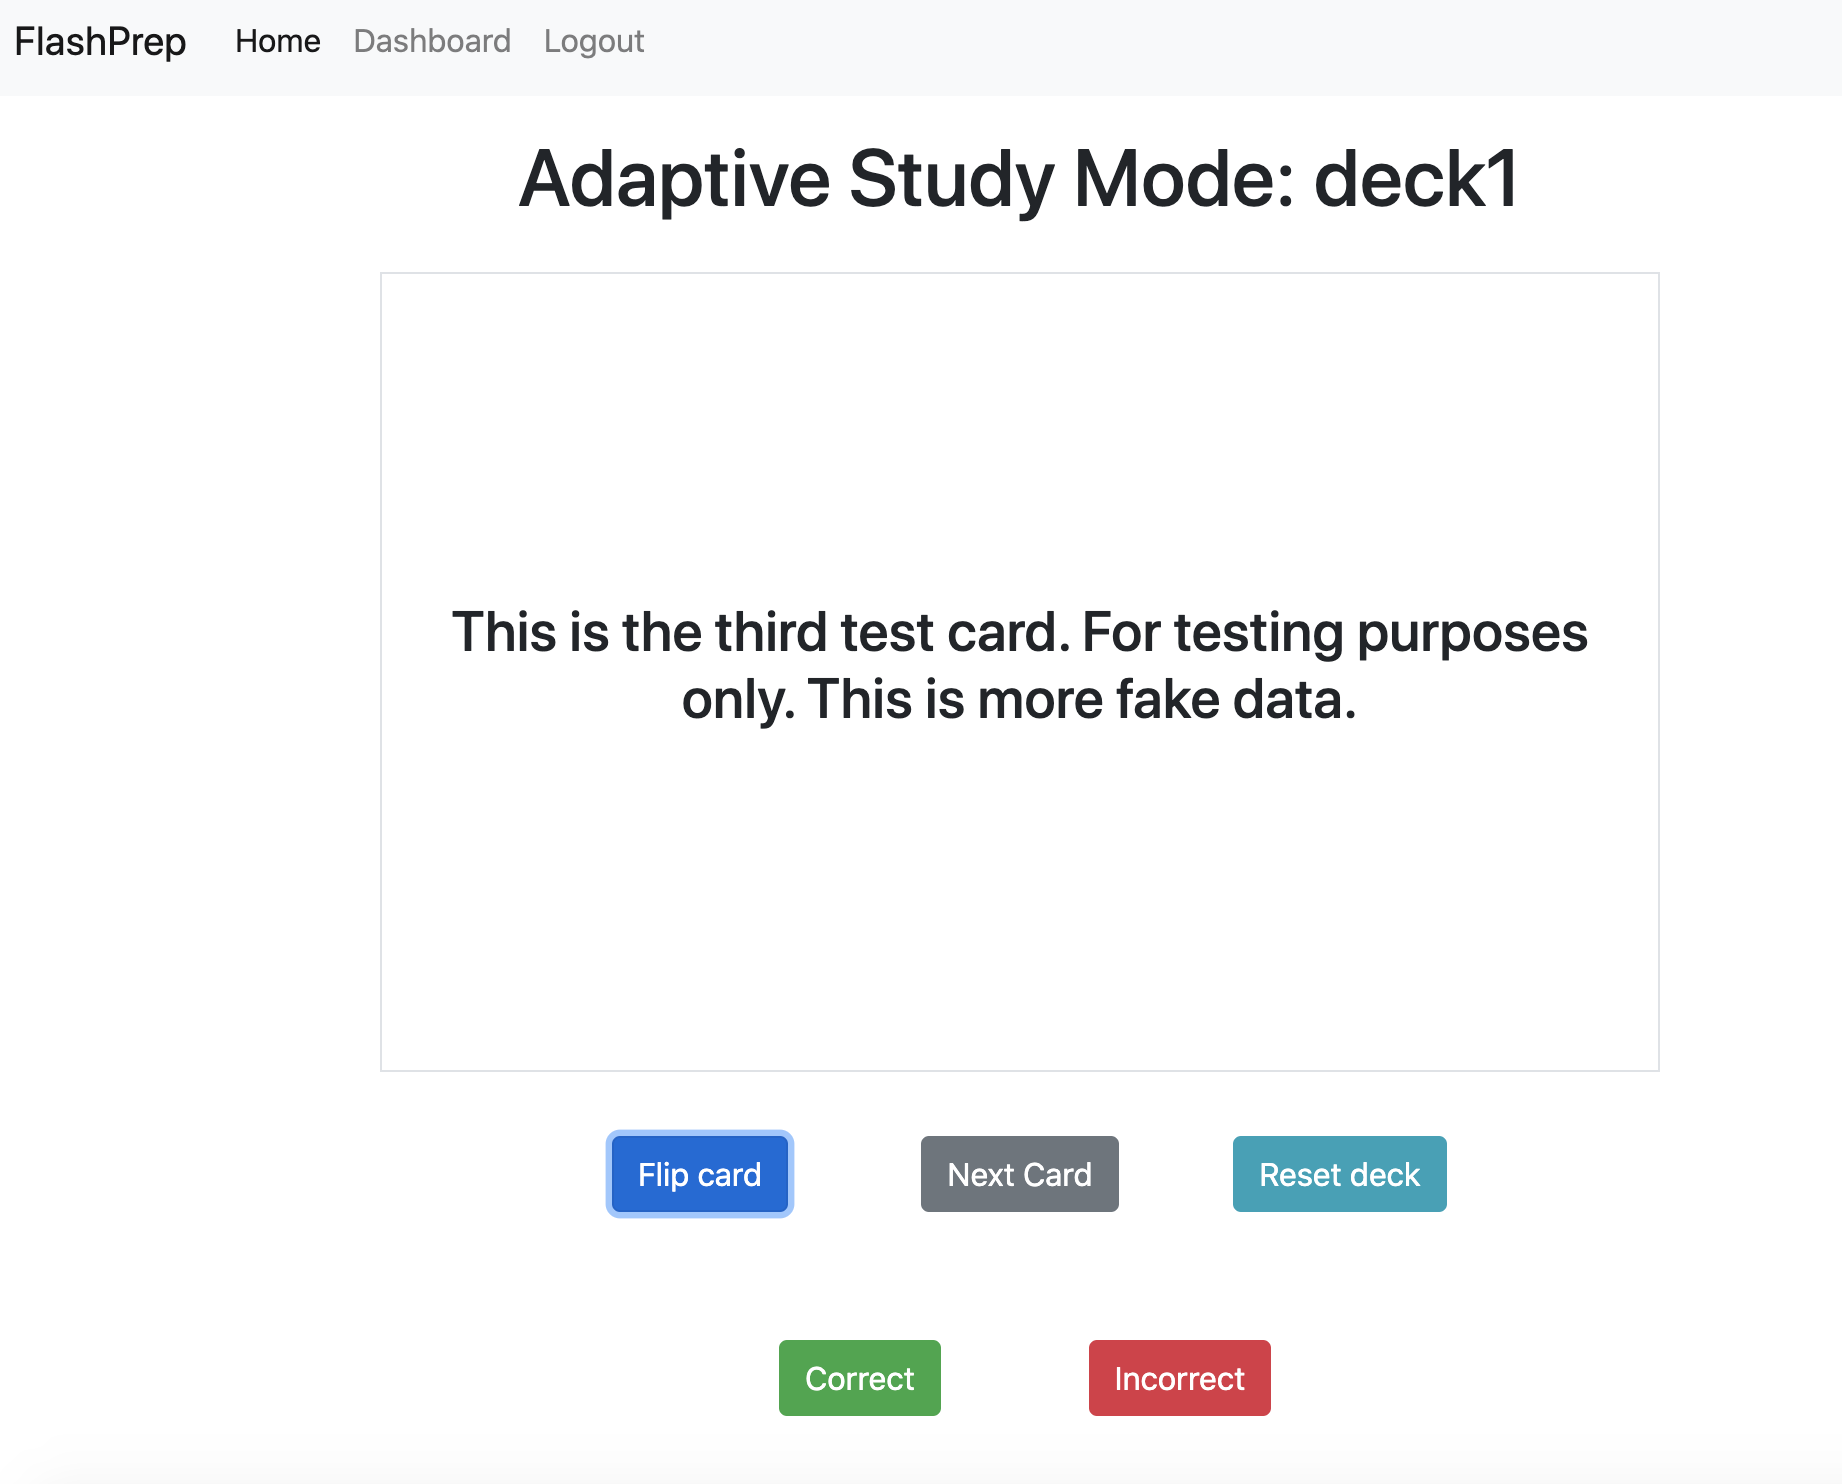 FlashPrep Home Dashboard Logout
Adaptive Study Mode: deck1
This is the third test card. For testing purposes
only. This is more fake data.
Flip card Next Card Reset deck
Correct Incorrect